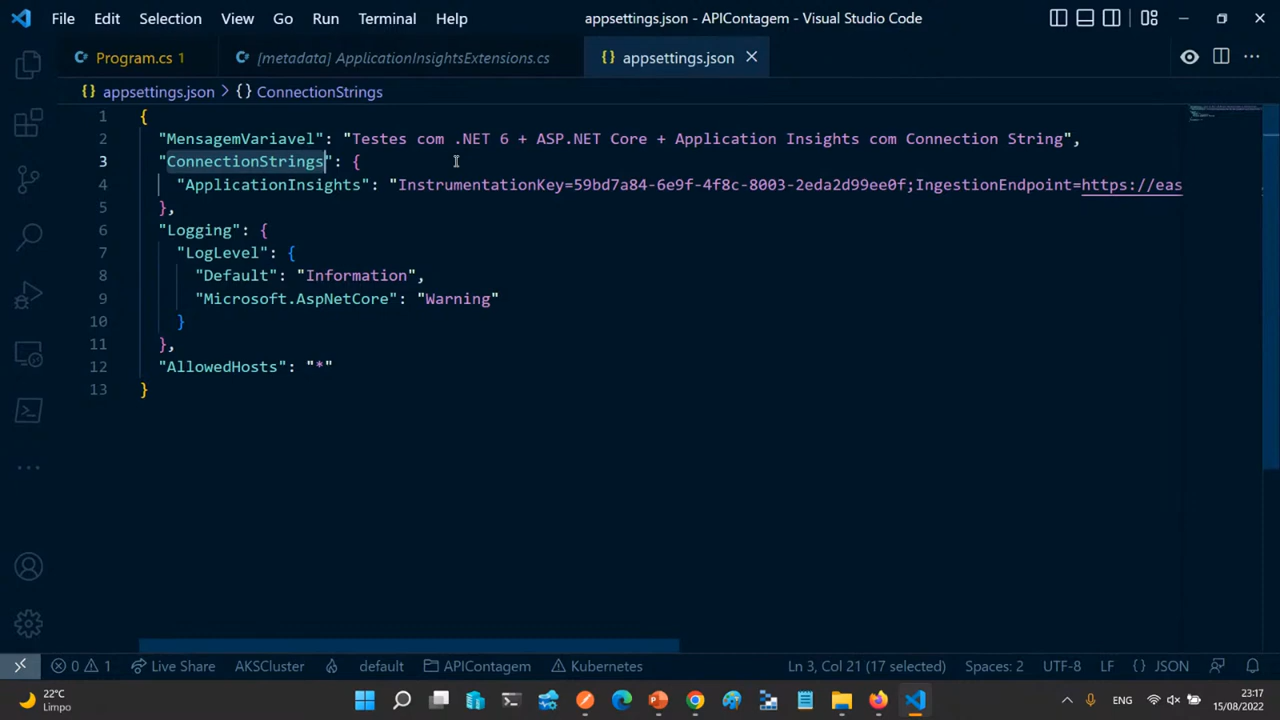 File Edit Selection View Go Run Terminal Help appsettings.json - APIContagem - Visual Studio Code
Program.cs 1 [metadata] ApplicationInsightsExtensions.cs {} appsettings.json
{} appsettings.json > {} ConnectionStrings
1 {
2 "MensagemVariavel": "Testes com .NET 6 + ASP.NET Core + Application Insights com Connection String",
3 "ConnectionStrings": {
4 "ApplicationInsights": "InstrumentationKey=59bd7a84-6e9f-4f8c-8003-2eda2d99ee0f;IngestionEndpoint=https://eas
5 },
6 "Logging": {
7 "LogLevel": {
8 "Default": "Information",
9 "Microsoft.AspNetCore": "Warning"
10 }
11 },
12 "AllowedHosts": "*"
13 }
0 1 Live Share AKSCluster default APIContagem Kubernetes Ln 3, Col 21 (17 selected) Spaces: 2 UTF-8 LF {} JSON
22°C
Limpo
ENG
23:17
15/08/2022